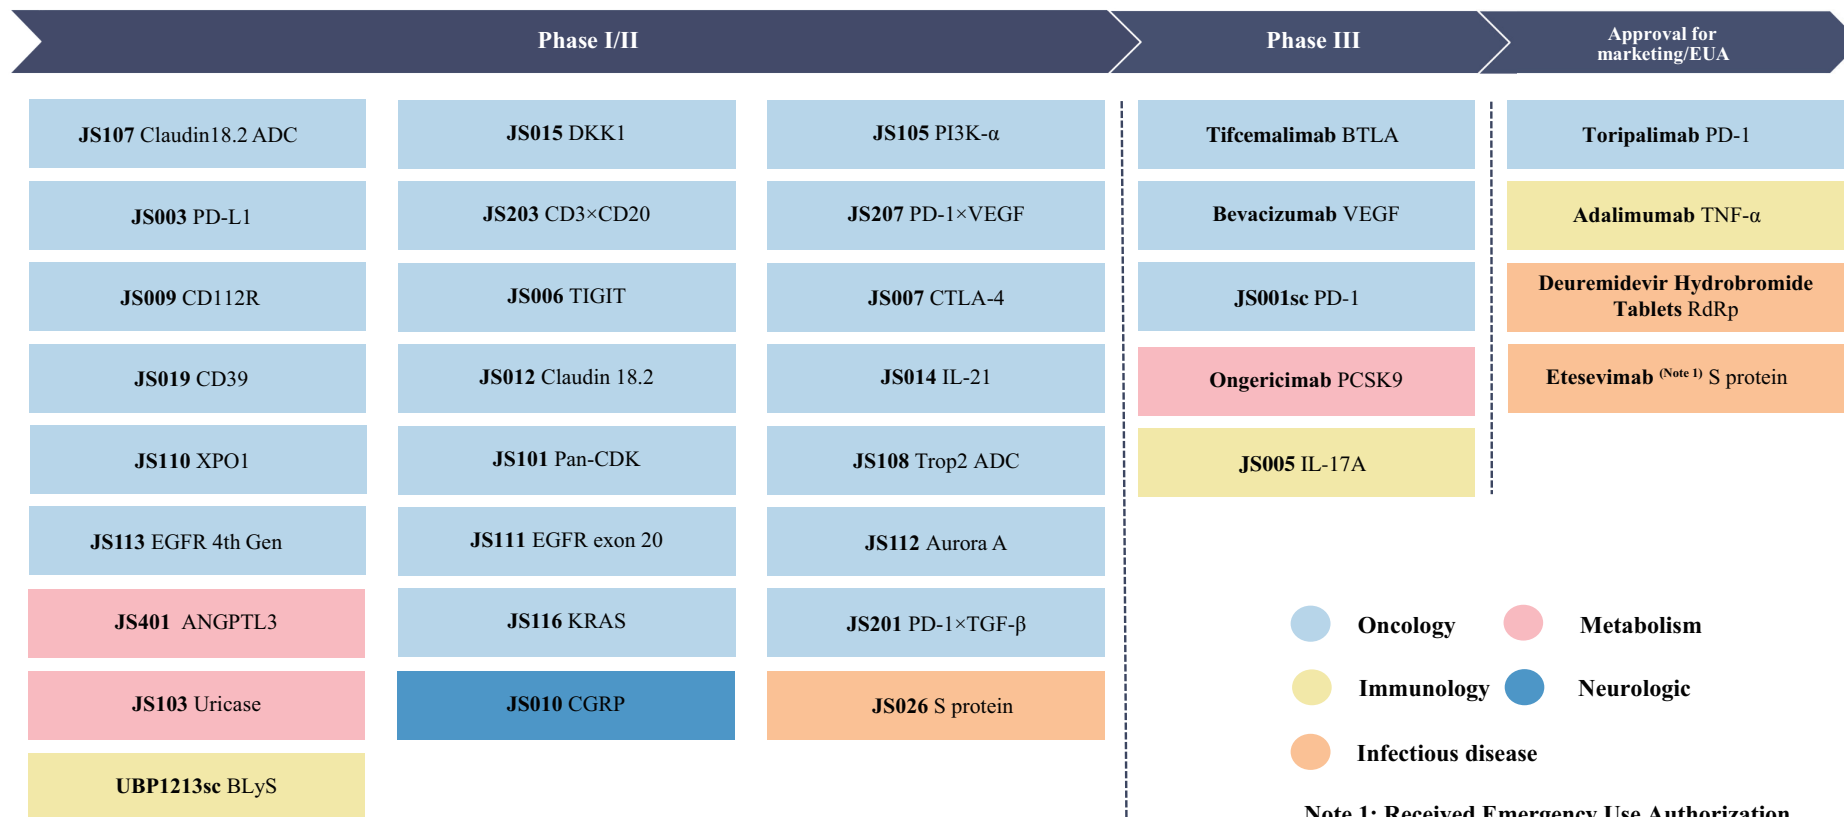 Phase I/II
Phase III
Approval for
marketing/EUA
JS107 Claudin18.2 ADC
JS015 DKK1
JS105 PI3K-α
Tifcemalimab BTLA
Toripalimab PD-1
JS003 PD-L1
JS203 CD3×CD20
JS207 PD-1×VEGF
Bevacizumab VEGF
Adalimumab TNF-α
JS009 CD112R
JS006 TIGIT
JS007 CTLA-4
JS001sc PD-1
Deuremidevir Hydrobromide
Tablets RdRp
JS019 CD39
JS012 Claudin 18.2
JS014 IL-21
Ongericimab PCSK9
Etesevimab (Note 1) S protein
JS110 XPO1
JS101 Pan-CDK
JS108 Trop2 ADC
JS005 IL-17A
JS113 EGFR 4th Gen
JS111 EGFR exon 20
JS112 Aurora A
JS401 ANGPTL3
JS116 KRAS
JS201 PD-1×TGF-β
JS103 Uricase
JS010 CGRP
JS026 S protein
UBP1213sc BLyS
Oncology
Metabolism
Immunology
Neurologic
Infectious disease
Note 1: Received Emergency Use Authorization